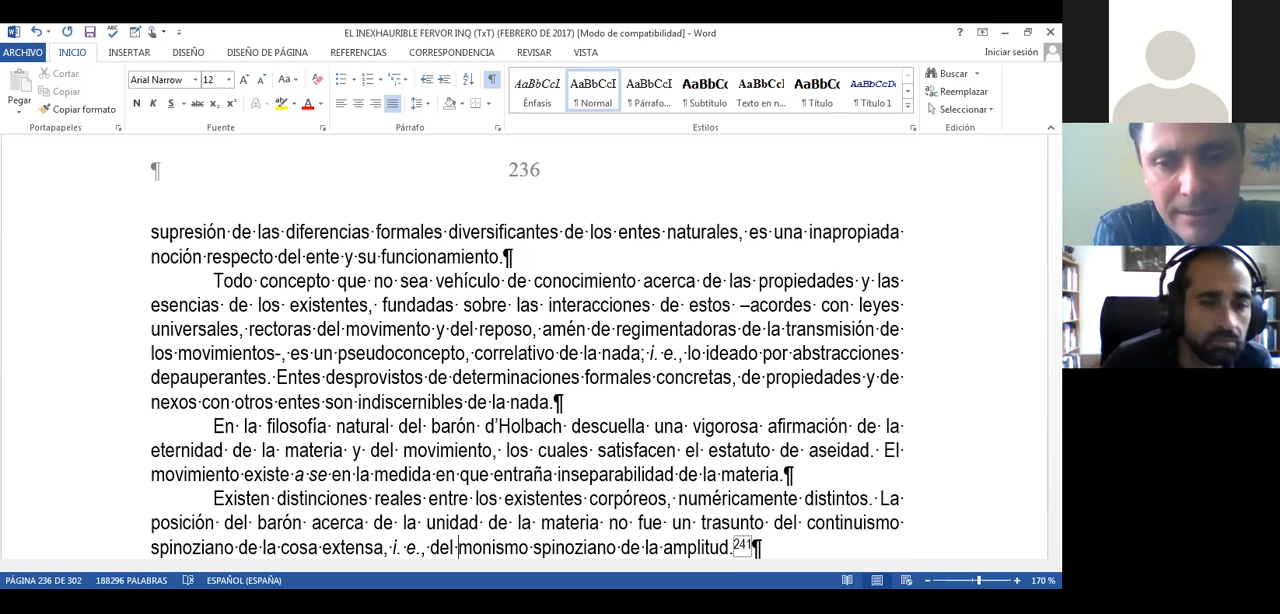 EL INEXHAURIBLE FERVOR INQ (TxT) (FEBRERO DE 2017) [Modo de compatibilidad] - Word
ARCHIVO INICIO INSERTAR DISEÑO DISEÑO DE PÁGINA REFERENCIAS CORRESPONDENCIA REVISAR VISTA Iniciar sesión
Pegar
Cortar
Copiar
Copiar formato
Portapapeles
Arial Narrow 12
Fuente
Párrafo
AaBbCcI AaBbCcI AaBbCcI AaBbCc AaBbCcI AaBbCc AaBbCcDc
Énfasis ¶ Normal ¶ Párrafo... ¶ Subtítulo Texto en n... ¶ Título ¶ Título 1
Estilos
Buscar
Reemplazar
Seleccionar
Edición
¶ 236
supresión de las diferencias formales diversificantes de los entes naturales, es una inapropiada
noción respecto del ente y su funcionamiento.¶
Todo concepto que no sea vehículo de conocimiento acerca de las propiedades y las
esencias de los existentes, fundadas sobre las interacciones de estos –acordes con leyes
universales, rectoras del movimento y del reposo, amén de regimentadoras de la transmisión de
los movimientos-, es un pseudoconcepto, correlativo de la nada; i. e., lo ideado por abstracciones
depauperantes. Entes desprovistos de determinaciones formales concretas, de propiedades y de
nexos con otros entes son indiscernibles de la nada.¶
En la filosofía natural del barón d’Holbach descuella una vigorosa afirmación de la
eternidad de la materia y del movimiento, los cuales satisfacen el estatuto de aseidad. El
movimiento existe a se en la medida en que entraña inseparabilidad de la materia.¶
Existen distinciones reales entre los existentes corpóreos, numéricamente distintos. La
posición del barón acerca de la unidad de la materia no fue un trasunto del continuismo
spinoziano de la cosa extensa, i. e., del monismo spinoziano de la amplitud.241¶
PÁGINA 236 DE 302 188296 PALABRAS ESPAÑOL (ESPAÑA) 170 %